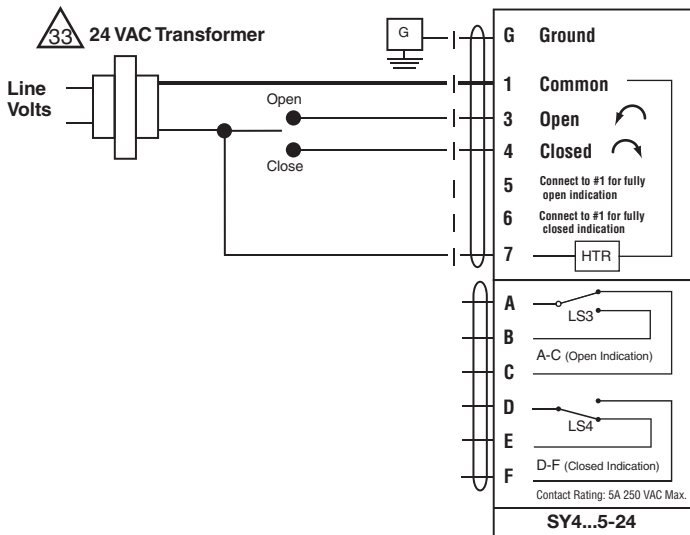 33 24 VAC Transformer
Line
Volts
Open
Close
G
G Ground
1 Common
3 Open
4 Closed
5 Connect to #1 for fully
open indication
6 Connect to #1 for fully
closed indication
7 HTR
A
LS3
B
A-C (Open Indication)
C
D
LS4
E
D-F (Closed Indication)
F
Contact Rating: 5A 250 VAC Max.
SY4...5-24